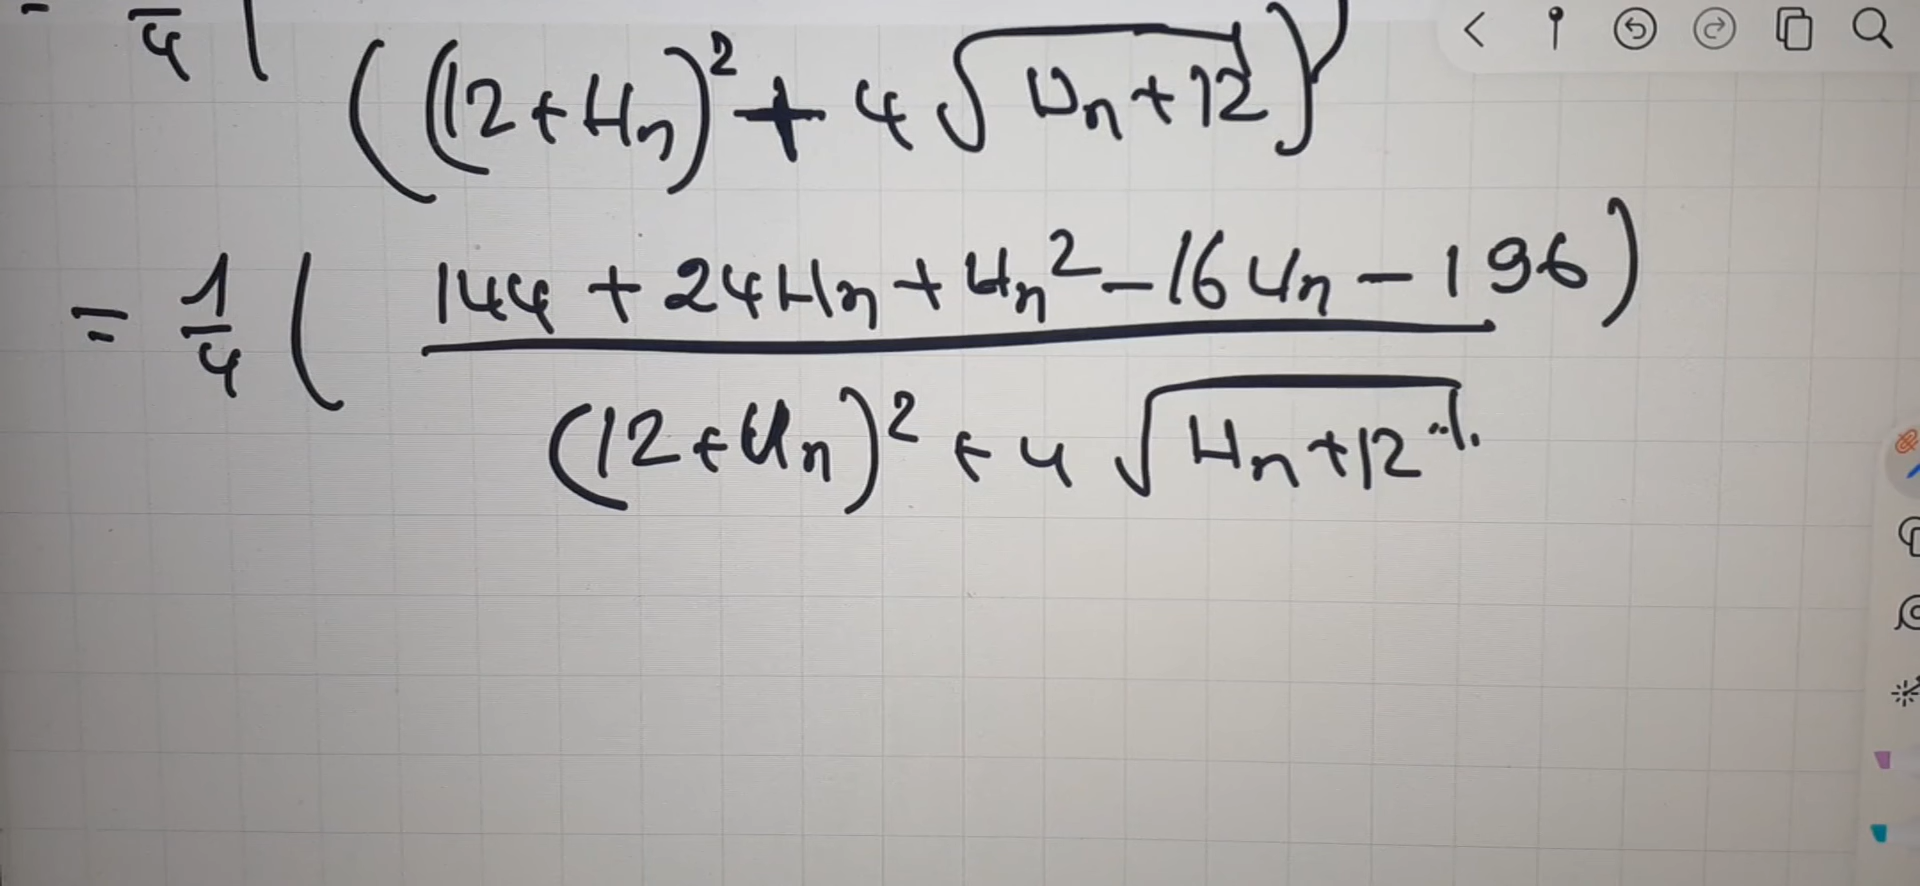 - 4 (
((12+Un)² + 4√(Un+12))
= 1/4 ( (144 + 24Un + Un² - 16Un - 196)
(12+Un)² + 4√(Un+12)